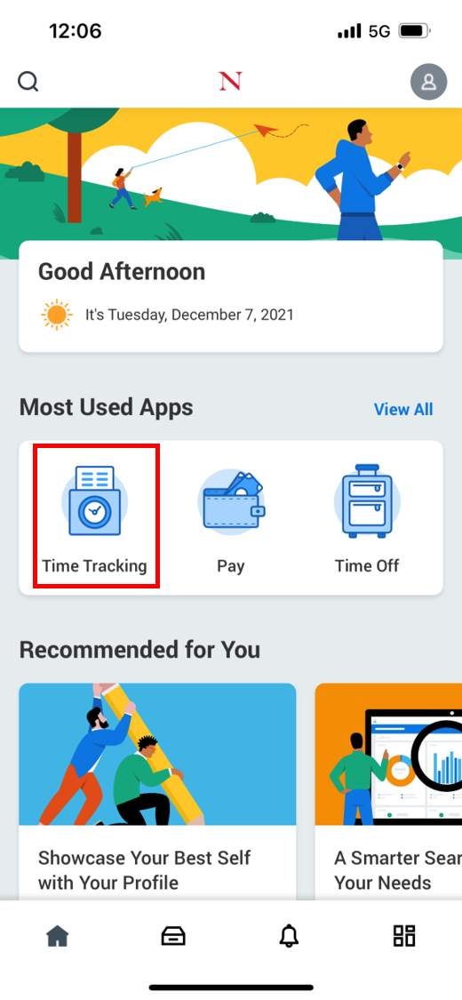 12:06
5G
N
Good Afternoon
It's Tuesday, December 7, 2021
Most Used Apps
View All
Time Tracking
Pay
Time Off
Recommended for You
Showcase Your Best Self
with Your Profile
A Smarter Sear
Your Needs